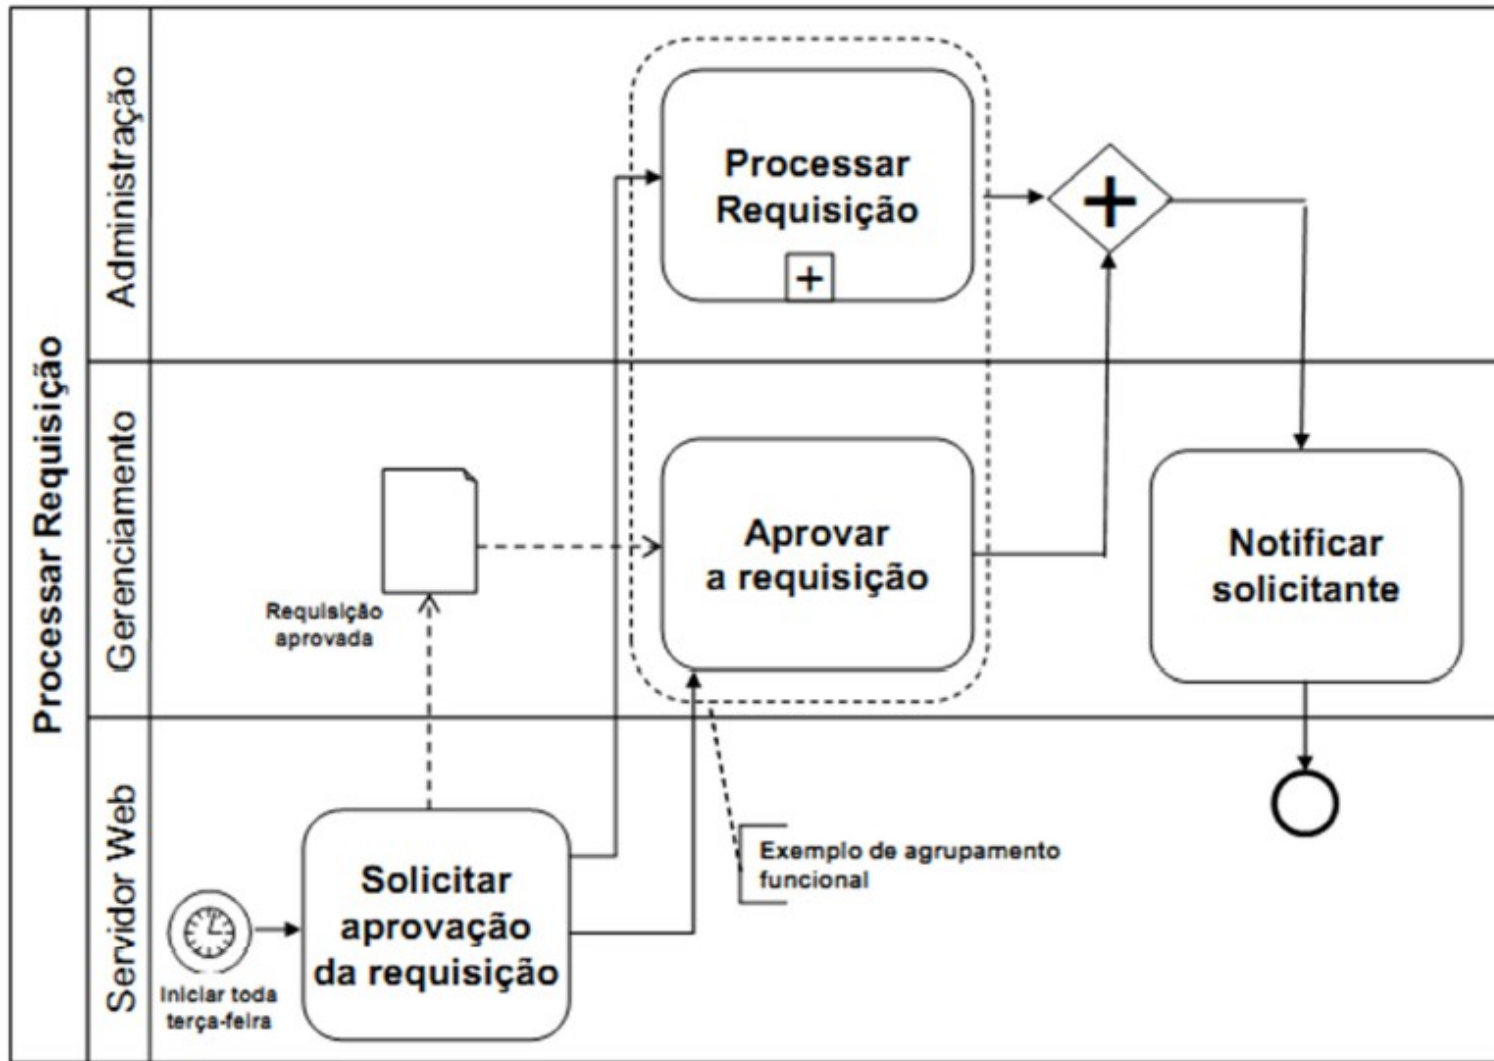 Processar Requisição
Administração
Gerenciamento
Servidor Web
Processar
Requisição
+
+
Aprovar
a requisição
Notificar
solicitante
Requisição
aprovada
Solicitar
aprovação
da requisição
Exemplo de agrupamento
funcional
Iniciar toda
terça-feira